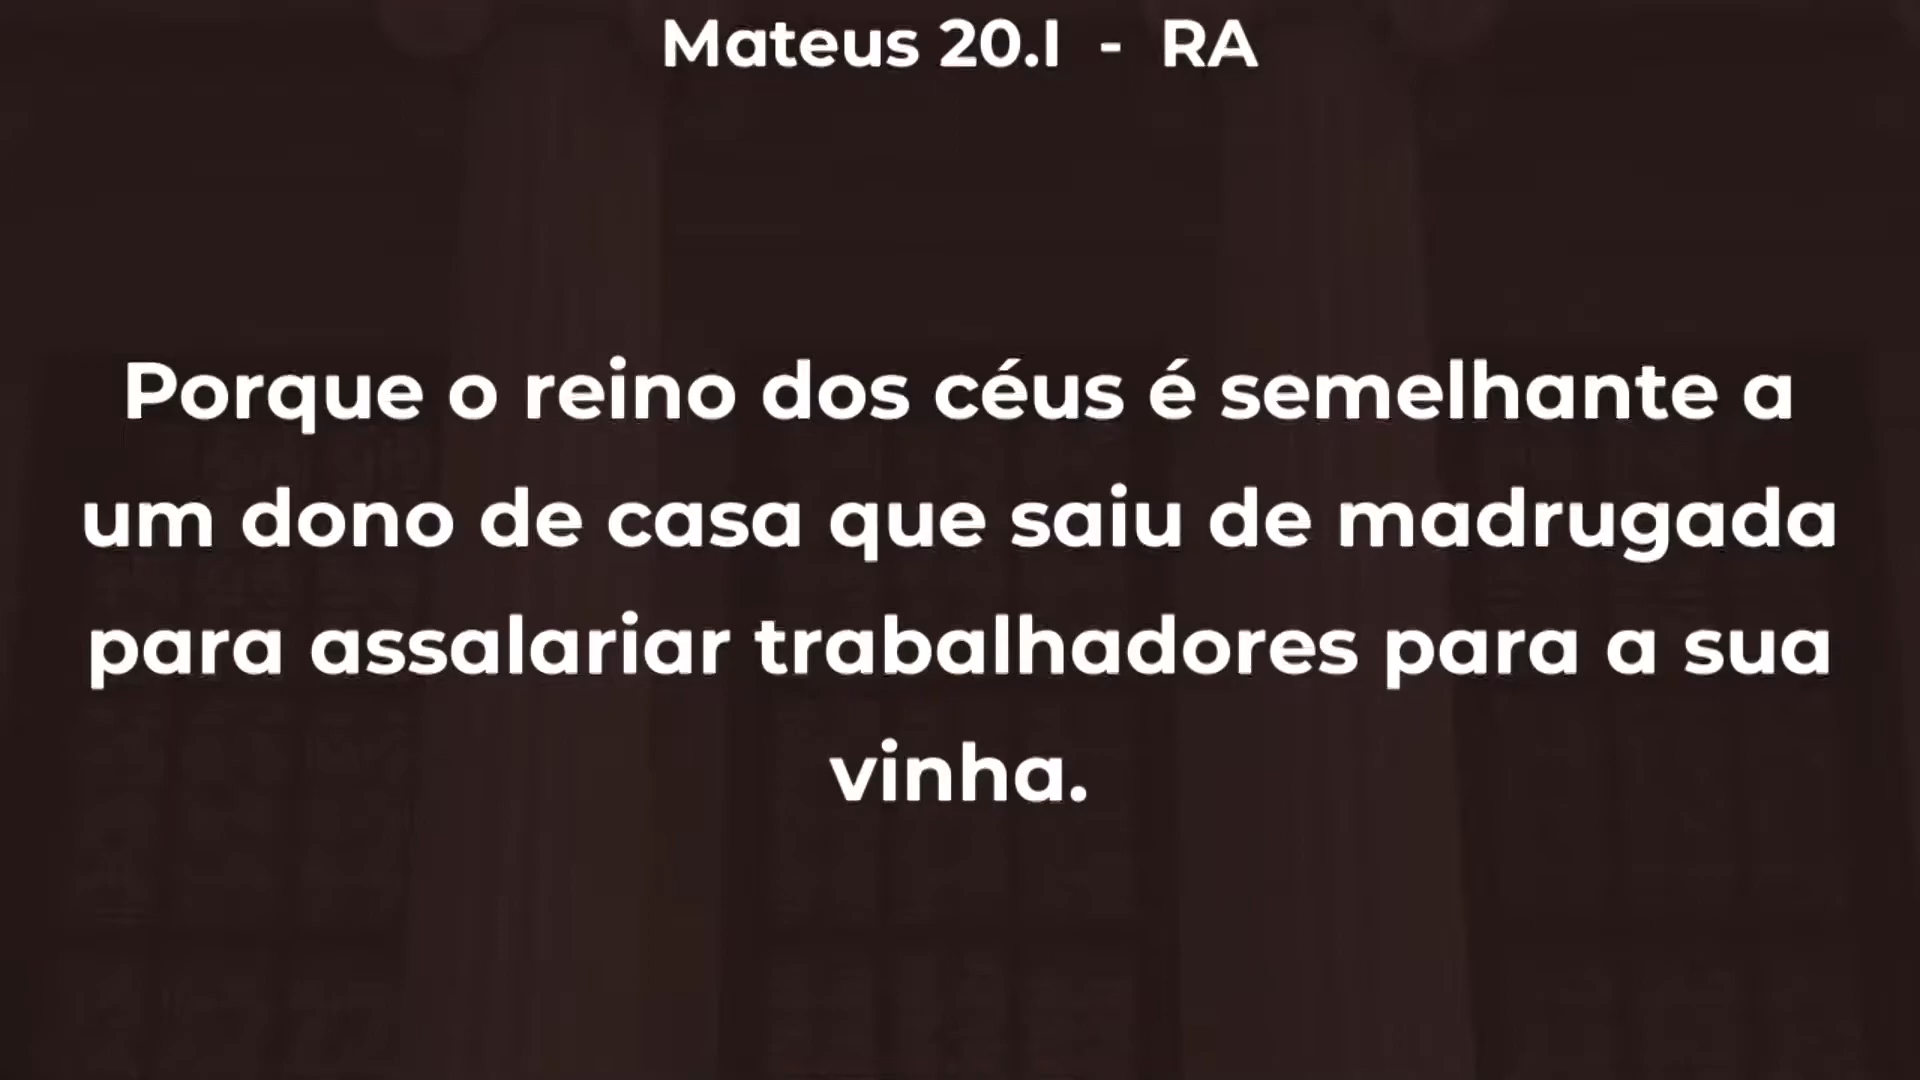 Mateus 20.1 - RA
Porque o reino dos céus é semelhante a
um dono de casa que saiu de madrugada
para assalariar trabalhadores para a sua
vinha.